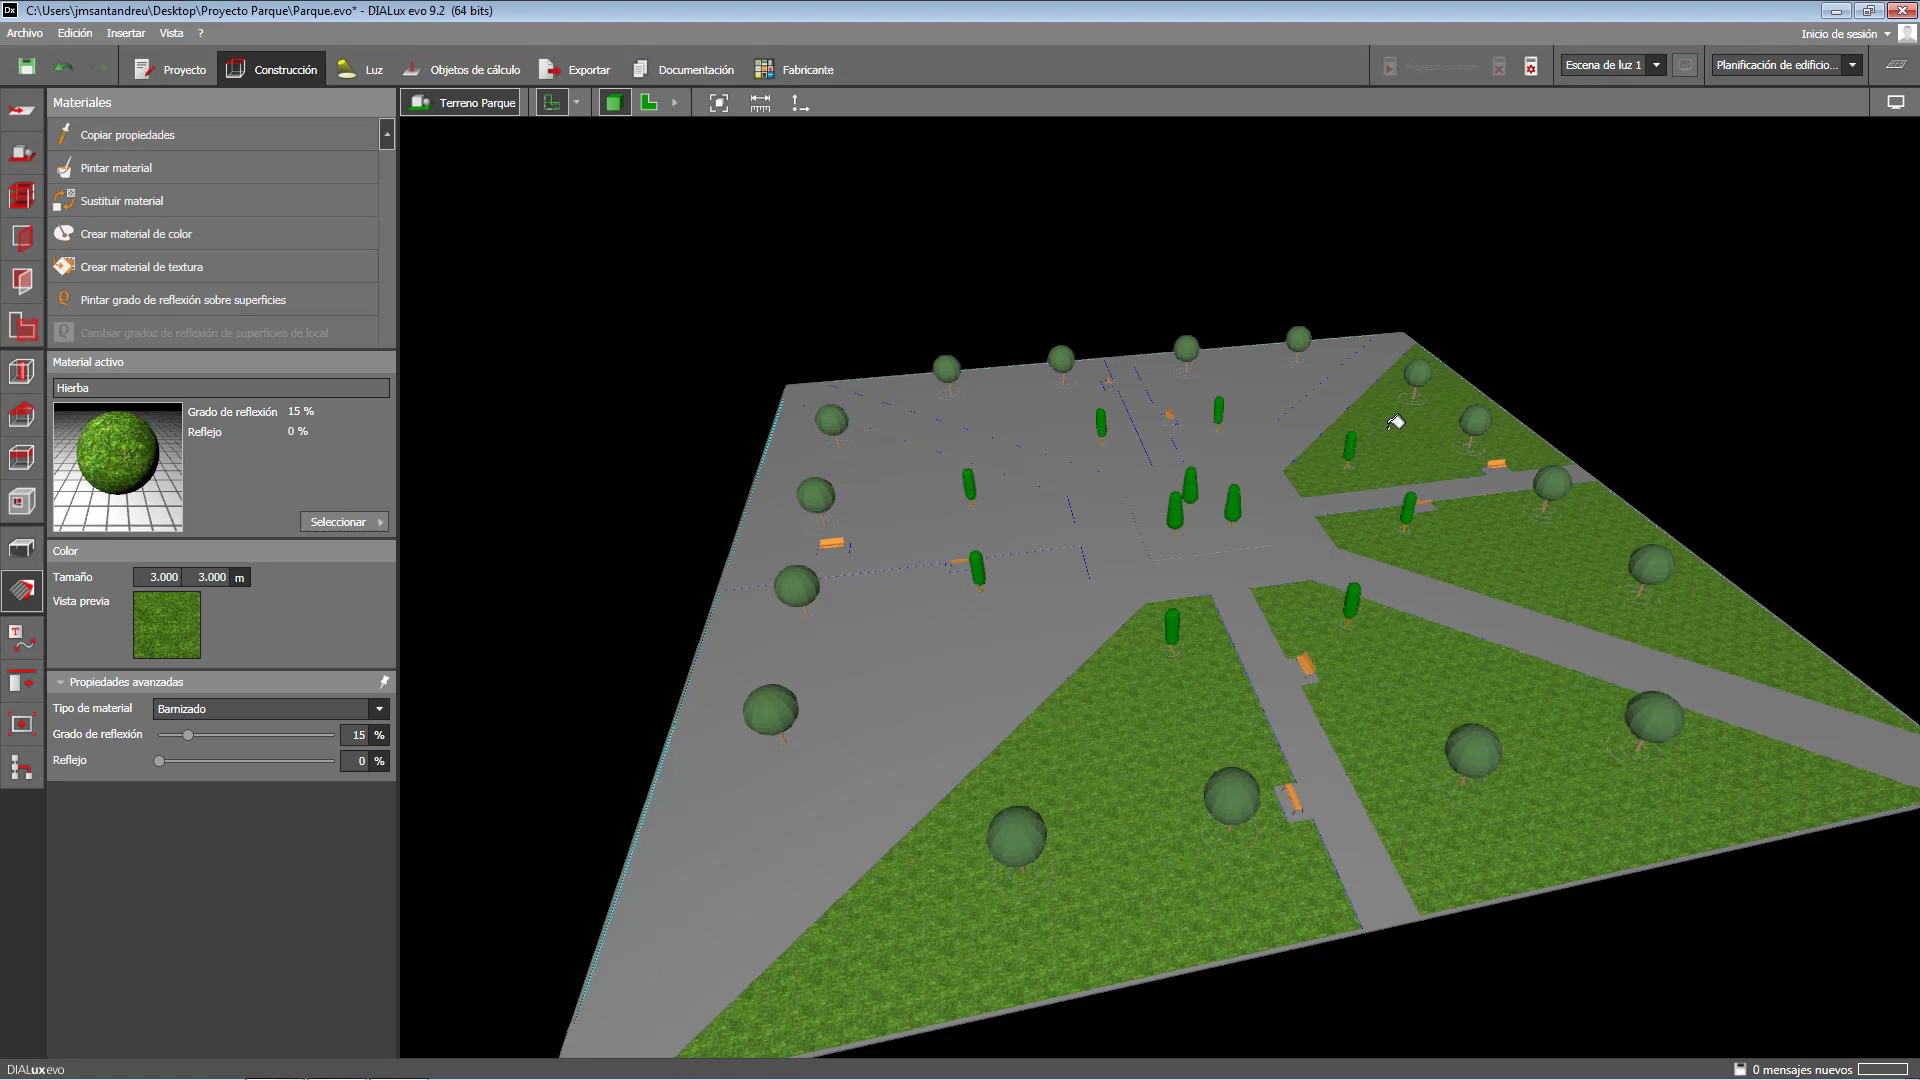 C:\Users\jmsantandreu\Desktop\Proyecto Parque\Parque.evo* - DIALux evo 9.2 (64 bits)
Archivo Edición Insertar Vista ?
Inicio de sesión
Proyecto Construcción Luz Objetos de cálculo Exportar Documentación Fabricante
Escena de luz 1 Planificación de edificio...
Materiales
Terreno Parque
Copiar propiedades
Pintar material
Sustituir material
Crear material de color
Crear material de textura
Pintar grado de reflexión sobre superficies
Cambiar grados de reflexión de superficies de local
Material activo
Hierba
Grado de reflexión 15 %
Reflejo 0 %
Seleccionar
Color
Tamaño 3.000 3.000 m
Vista previa
Propiedades avanzadas
Tipo de material Barnizado
Grado de reflexión 15 %
Reflejo 0 %
DIALux evo
0 mensajes nuevos